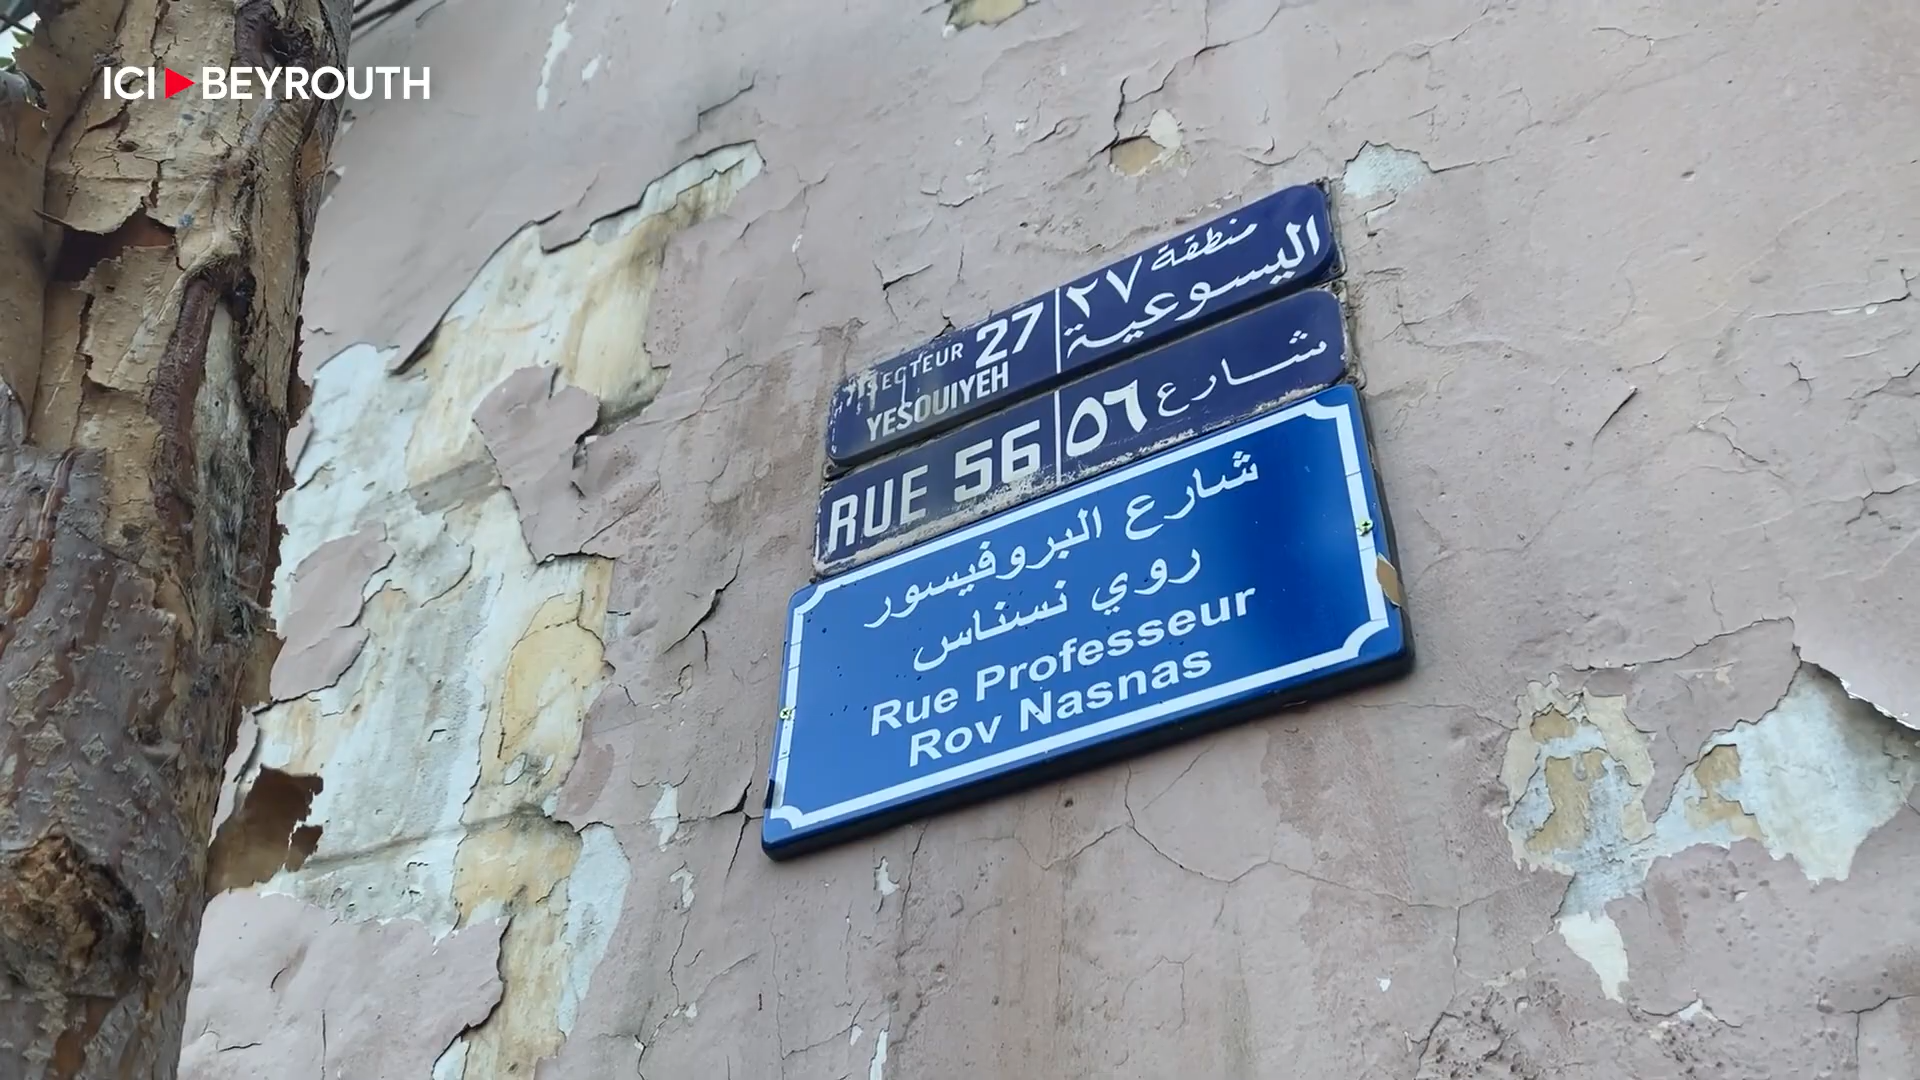 ICI BEYROUTH
منطقة ٢٧
اليسوعية
SECTEUR 27
YESOUIYEH
شارع ٥٦
RUE 56
شارع البروفيسور
روي نسناس
Rue Professeur
Rov Nasnas